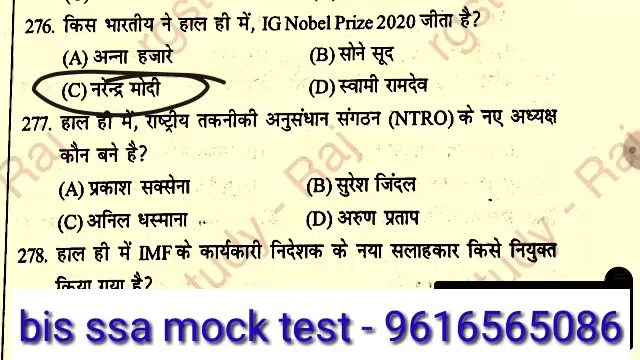 276. किस भारतीय ने हाल ही में, IG Nobel Prize 2020 जीता है?
(A) अन्ना हजारे (B) सोने सूद
(C) नरेन्द्र मोदी (D) स्वामी रामदेव
277. हाल ही में, राष्ट्रीय तकनीकी अनुसंधान संगठन (NTRO) के नए अध्यक्ष
कौन बने है?
(A) प्रकाश सक्सेना (B) सुरेश जिंदल
(C) अनिल धस्माना (D) अरुण प्रताप
278. हाल ही में IMF के कार्यकारी निदेशक के नया सलाहकार किसे नियुक्त
किया गया है?
bis ssa mock test - 9616565086